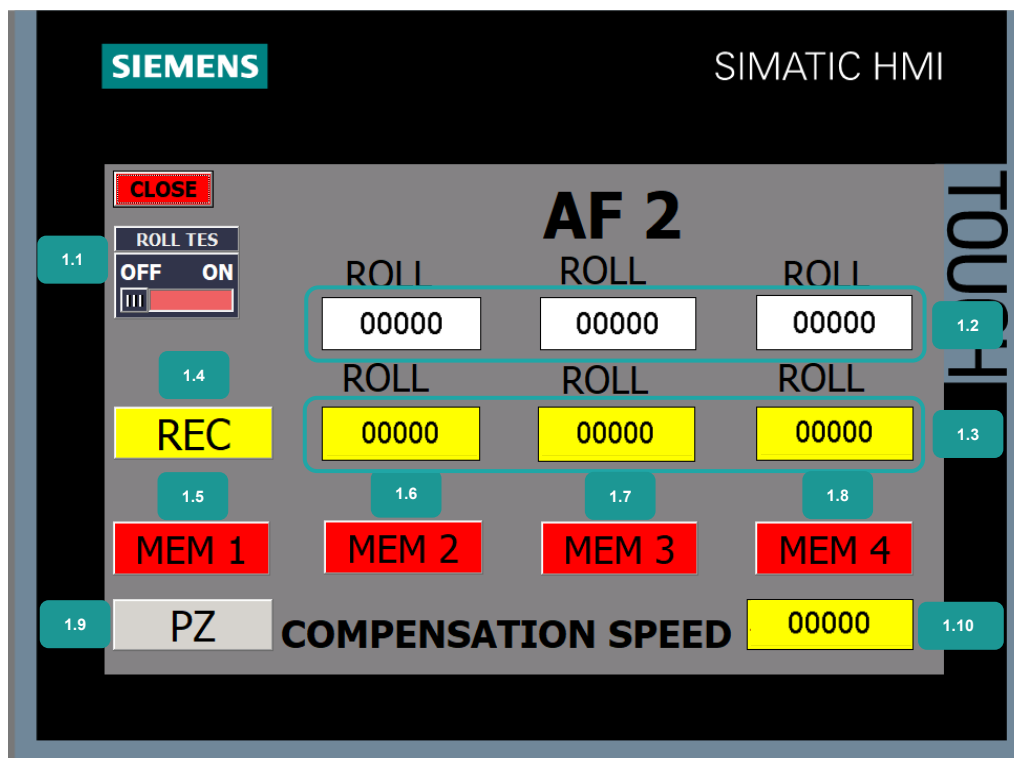 SIEMENS
SIMATIC HMI
TOUCH
CLOSE
AF 2
1.1
ROLL TES
OFF ON
ROLL ROLL ROLL
00000 00000 00000
1.2
1.4
ROLL ROLL ROLL
REC
00000 00000 00000
1.3
1.5 1.6 1.7 1.8
MEM 1 MEM 2 MEM 3 MEM 4
1.9
PZ
COMPENSATION SPEED
00000
1.10